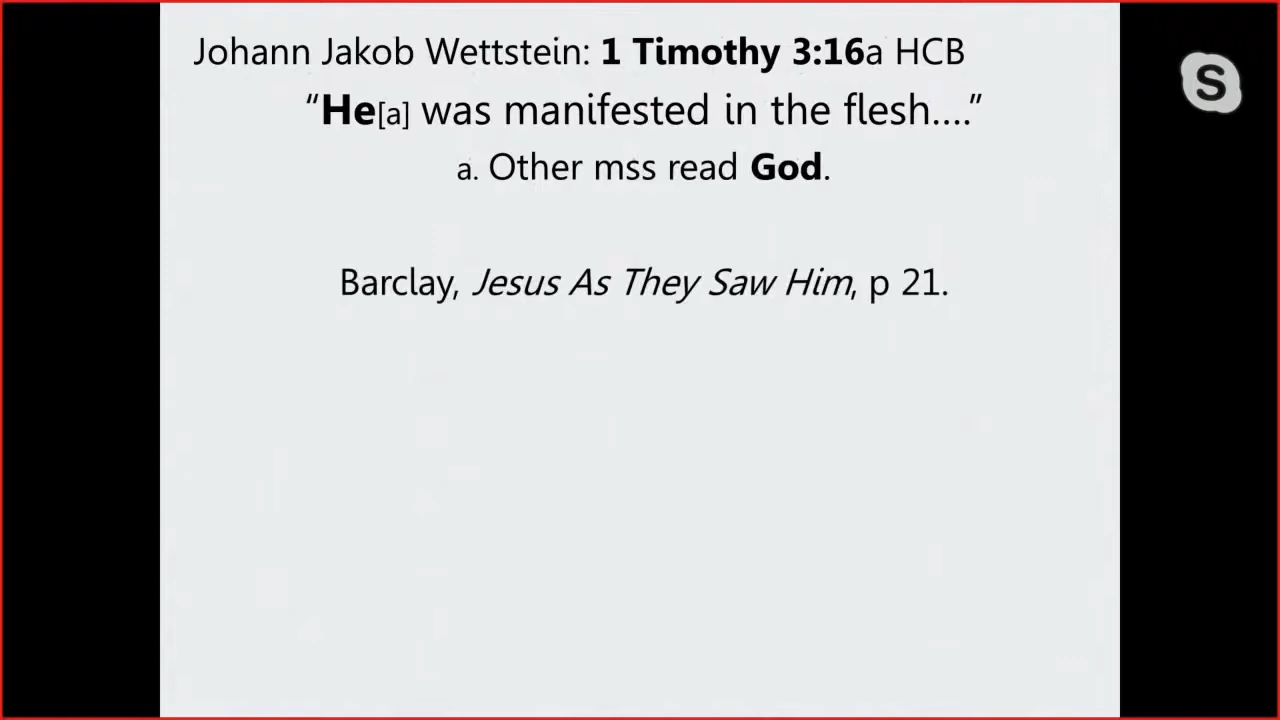 Johann Jakob Wettstein: 1 Timothy 3:16a HCB
“He[a] was manifested in the flesh....”
a. Other mss read God.
Barclay, Jesus As They Saw Him, p 21.
S